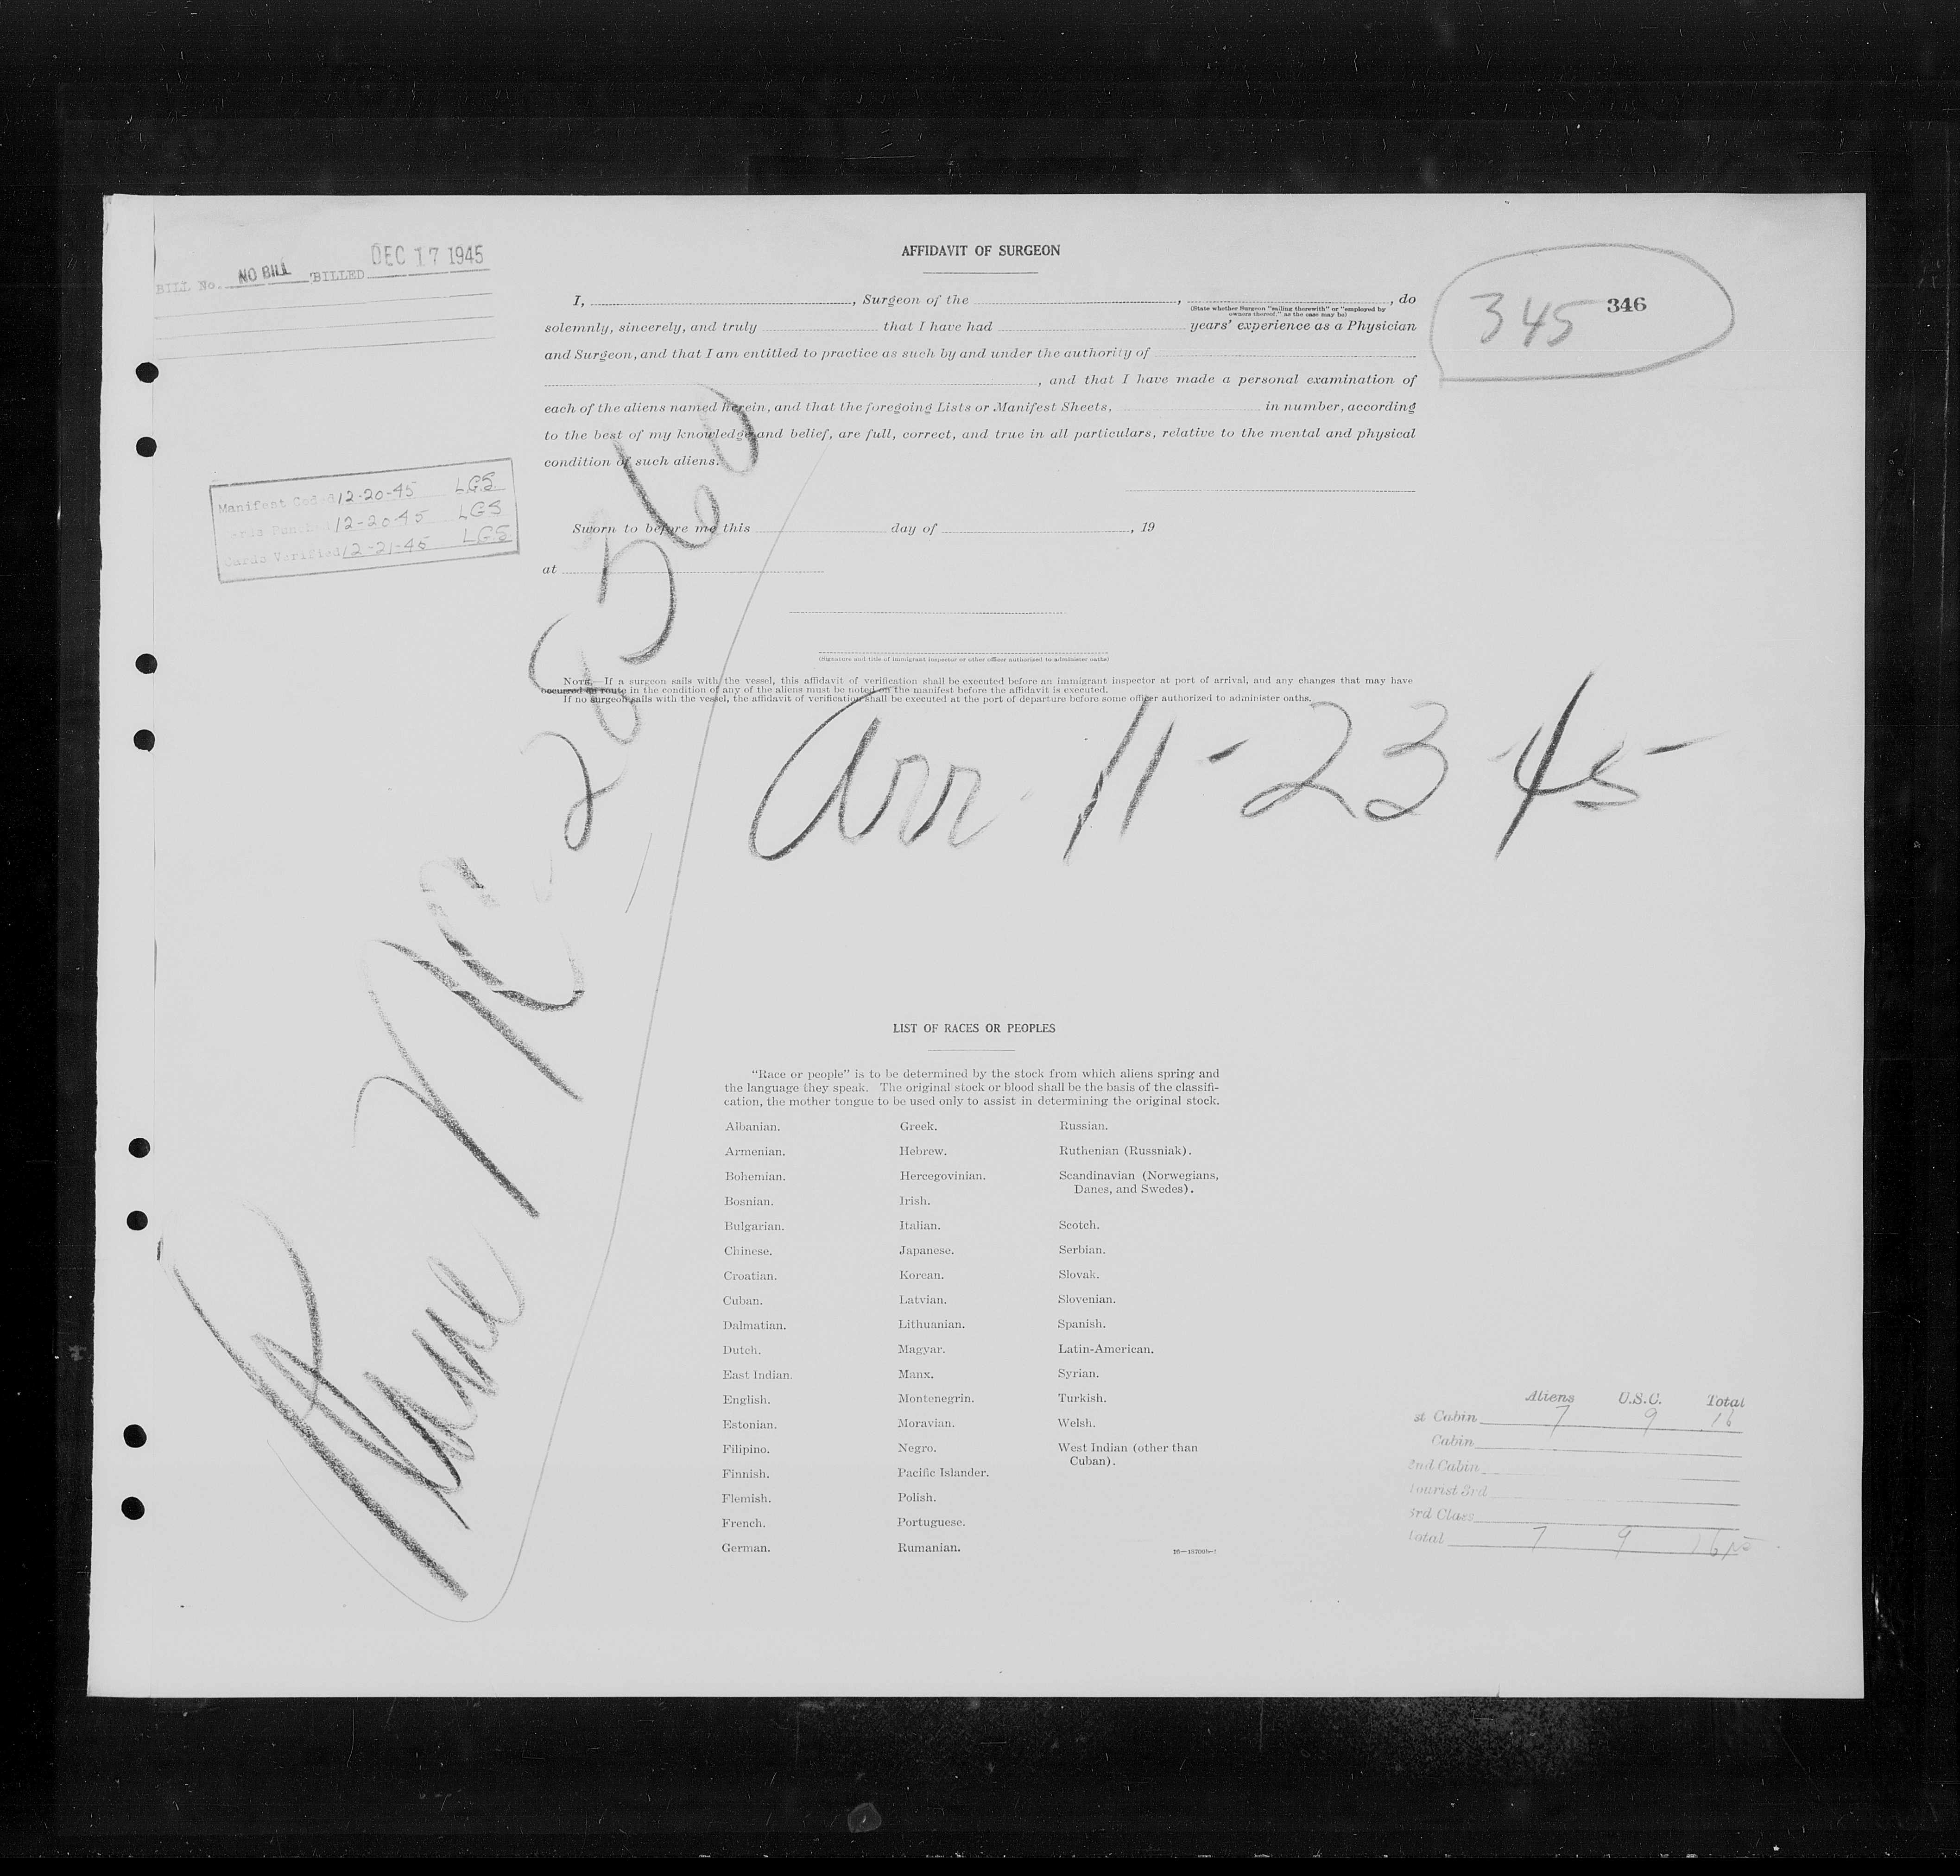 BILL No. NO BILL BILLED DEC 17 1945
AFFIDAVIT OF SURGEON
345 346
I, , Surgeon of the , , do
(State whether Surgeon "sailing therewith" or "employed by
owners thereof," as the case may be)
solemnly, sincerely, and truly that I have had years' experience as a Physician
and Surgeon, and that I am entitled to practice as such by and under the authority of
, and that I have made a personal examination of
each of the aliens named herein, and that the foregoing Lists or Manifest Sheets, in number, according
to the best of my knowledge and belief, are full, correct, and true in all particulars, relative to the mental and physical
condition of such aliens.
Manifest Coded 12-20-45 LGS
Cards Punched 12-20-45 LGS
Cards Verified 12-21-45 LGS
Sworn to before me this day of , 19
at
(Signature and title of immigrant inspector or other officer authorized to administer oaths)
NOTE.—If a surgeon sails with the vessel, this affidavit of verification shall be executed before an immigrant inspector at port of arrival, and any changes that may have
occurred en route in the condition of any of the aliens must be noted on the manifest before the affidavit is executed.
If no surgeon sails with the vessel, the affidavit of verification shall be executed at the port of departure before some officer authorized to administer oaths.
Plane NC
Arr 11-23-45
LIST OF RACES OR PEOPLES
"Race or people" is to be determined by the stock from which aliens spring and
the language they speak. The original stock or blood shall be the basis of the classifi-
cation, the mother tongue to be used only to assist in determining the original stock.
Albanian. Greek. Russian.
Armenian. Hebrew. Ruthenian (Russniak).
Bohemian. Hercegovinian. Scandinavian (Norwegians,
Danes, and Swedes).
Bosnian. Irish.
Bulgarian. Italian. Scotch.
Chinese. Japanese. Serbian.
Croatian. Korean. Slovak.
Cuban. Latvian. Slovenian.
Dalmatian. Lithuanian. Spanish.
Dutch. Magyar. Latin-American.
East Indian. Manx. Syrian.
English. Montenegrin. Turkish.
Estonian. Moravian. Welsh.
Filipino. Negro. West Indian (other than
Cuban).
Finnish. Pacific Islander.
Flemish. Polish.
French. Portuguese.
German. Rumanian.
Aliens U.S.C. Total
st Cabin 7 9 16
Cabin
2nd Cabin
Tourist 3rd
3rd Class
Total 7 9 16